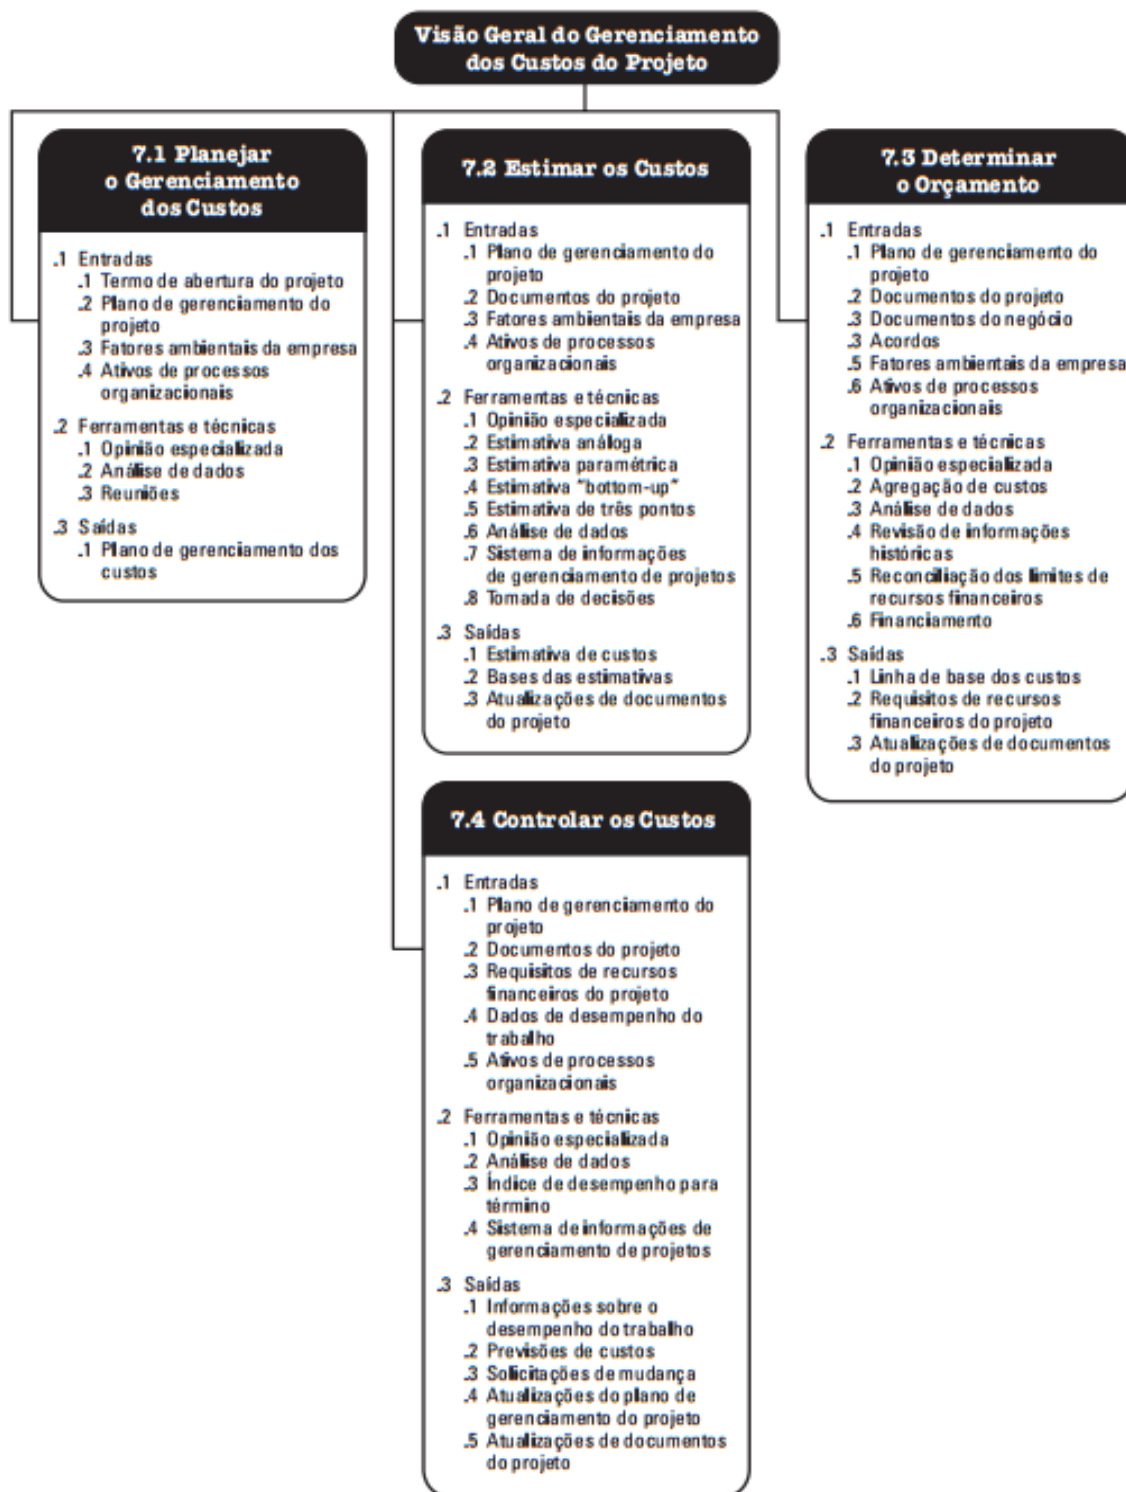 Visão Geral do Gerenciamento
dos Custos do Projeto
7.1 Planejar
o Gerenciamento
dos Custos
.1 Entradas
.1 Termo de abertura do projeto
.2 Plano de gerenciamento do
projeto
.3 Fatores ambientais da empresa
.4 Ativos de processos
organizacionais
.2 Ferramentas e técnicas
.1 Opinião especializada
.2 Análise de dados
.3 Reuniões
.3 Saídas
.1 Plano de gerenciamento dos
custos
7.2 Estimar os Custos
.1 Entradas
.1 Plano de gerenciamento do
projeto
.2 Documentos do projeto
.3 Fatores ambientais da empresa
.4 Ativos de processos
organizacionais
.2 Ferramentas e técnicas
.1 Opinião especializada
.2 Estimativa análoga
.3 Estimativa paramétrica
.4 Estimativa “bottom-up”
.5 Estimativa de três pontos
.6 Análise de dados
.7 Sistema de informações
de gerenciamento de projetos
.8 Tomada de decisões
.3 Saídas
.1 Estimativa de custos
.2 Bases das estimativas
.3 Atualizações de documentos
do projeto
7.3 Determinar
o Orçamento
.1 Entradas
.1 Plano de gerenciamento do
projeto
.2 Documentos do projeto
.3 Documentos do negócio
.3 Acordos
.5 Fatores ambientais da empresa
.6 Ativos de processos
organizacionais
.2 Ferramentas e técnicas
.1 Opinião especializada
.2 Agregação de custos
.3 Análise de dados
.4 Revisão de informações
históricas
.5 Reconciliação dos limites de
recursos financeiros
.6 Financiamento
.3 Saídas
.1 Linha de base dos custos
.2 Requisitos de recursos
financeiros do projeto
.3 Atualizações de documentos
do projeto
7.4 Controlar os Custos
.1 Entradas
.1 Plano de gerenciamento do
projeto
.2 Documentos do projeto
.3 Requisitos de recursos
financeiros do projeto
.4 Dados de desempenho do
trabalho
.5 Ativos de processos
organizacionais
.2 Ferramentas e técnicas
.1 Opinião especializada
.2 Análise de dados
.3 Índice de desempenho para
término
.4 Sistema de informações de
gerenciamento de projetos
.3 Saídas
.1 Informações sobre o
desempenho do trabalho
.2 Previsões de custos
.3 Solicitações de mudança
.4 Atualizações do plano de
gerenciamento do projeto
.5 Atualizações de documentos
do projeto